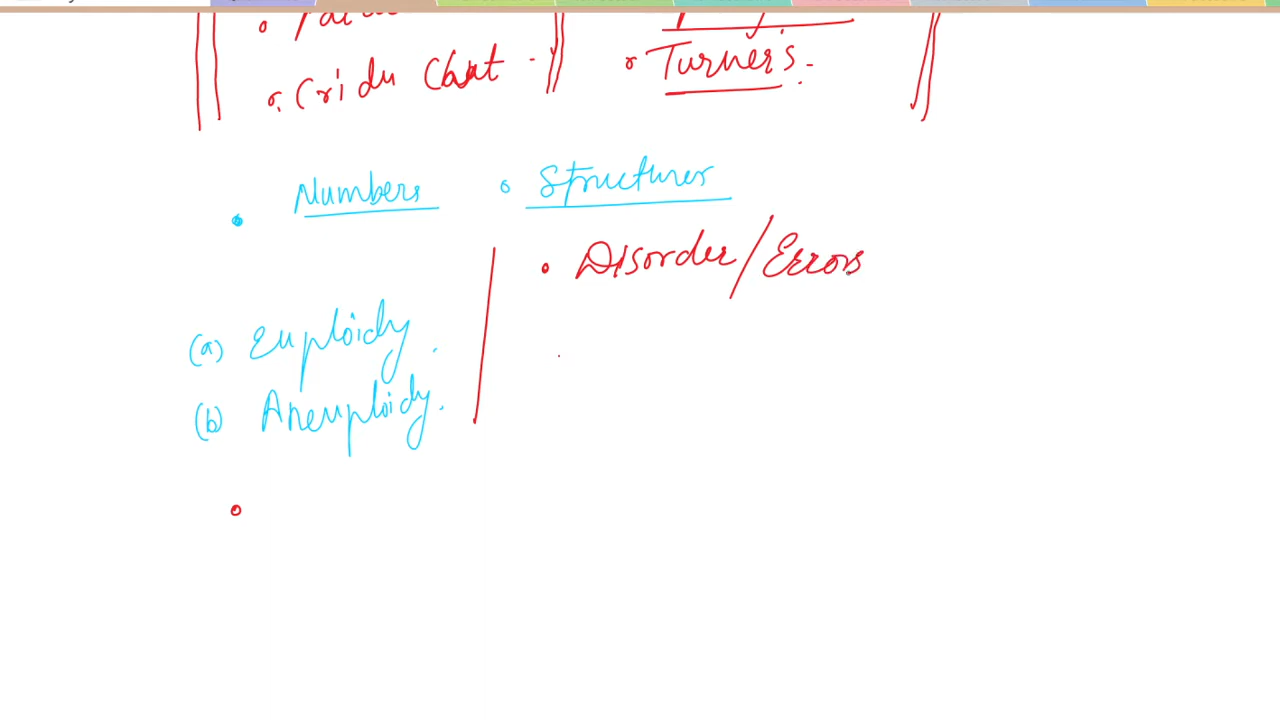 • Cri du Chat
• Turner's
• Numbers • Structures
• Disorder/Errors
(a) Euploidy
(b) Aneuploidy.